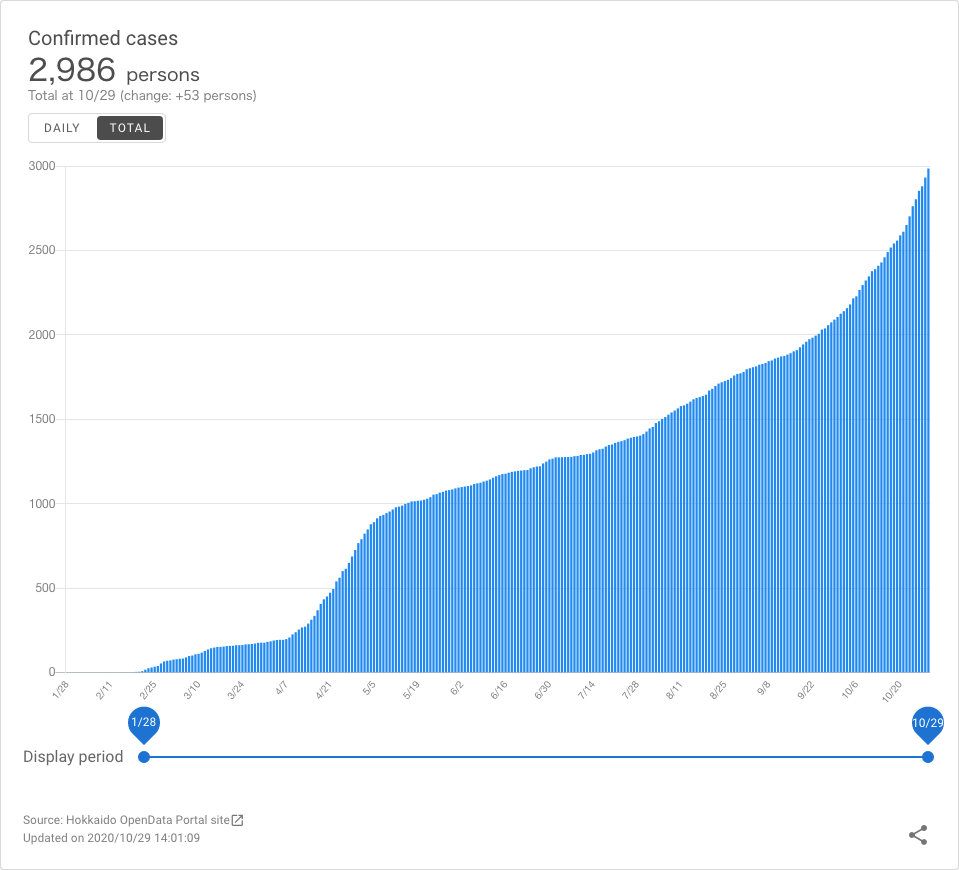 Confirmed cases
2,986 persons
Total at 10/29 (change: +53 persons)
DAILY TOTAL
3000
2500
2000
1500
1000
500
0
1/28 2/11 2/25 3/10 3/24 4/7 4/21 5/5 5/19 6/2 6/16 6/30 7/14 7/28 8/11 8/25 9/8 9/22 10/6 10/20
1/28 10/29
Display period
Source: Hokkaido OpenData Portal site
Updated on 2020/10/29 14:01:09